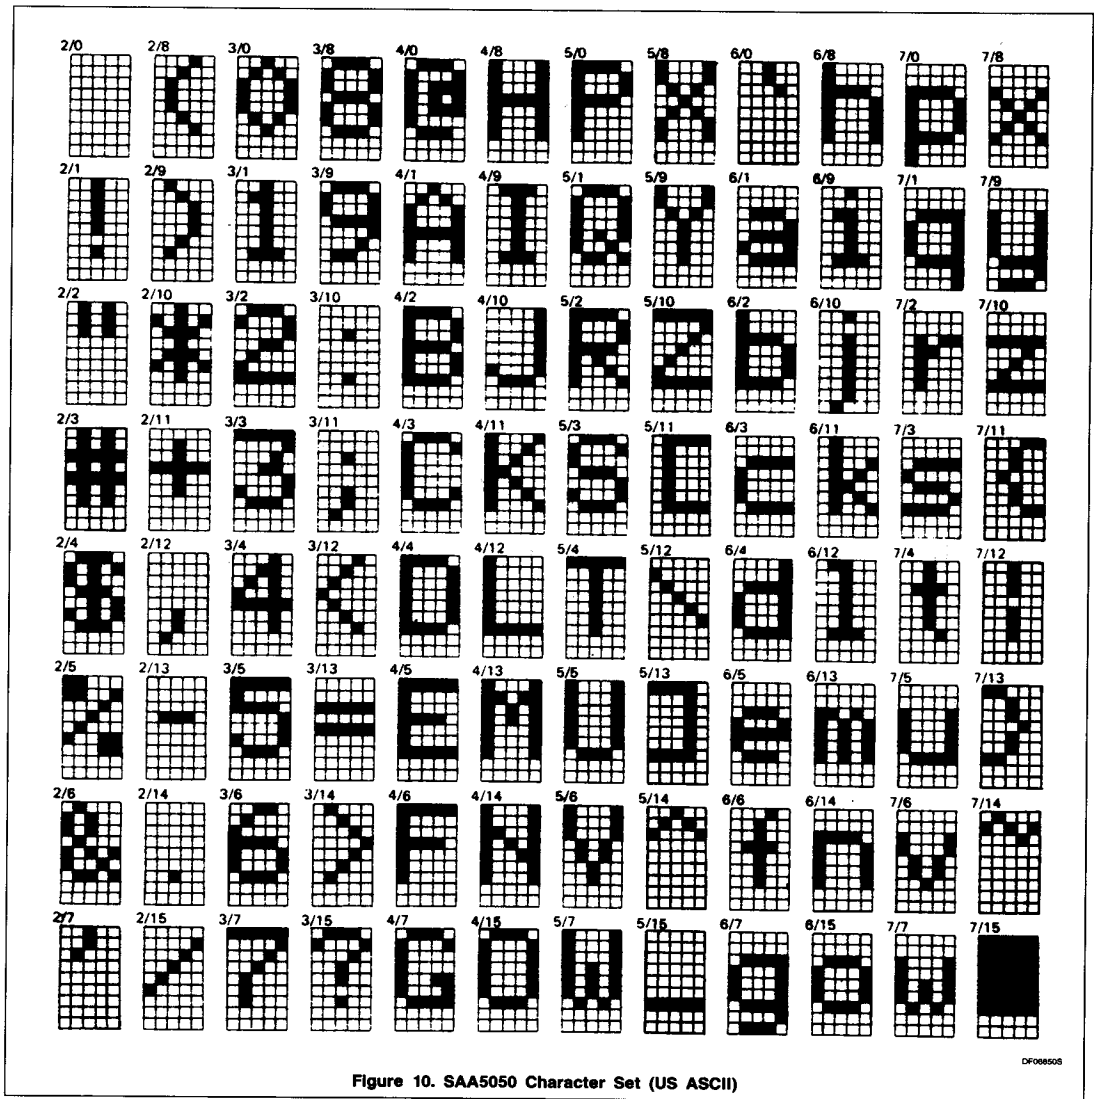 2/0 2/8 3/0 3/8 4/0 4/8 5/0 5/8 6/0 6/8 7/0 7/8
( 0 8 @ H P X ` h p x
2/1 2/9 3/1 3/9 4/1 4/9 5/1 5/9 6/1 6/9 7/1 7/9
! ) 1 9 A I Q Y a i q y
2/2 2/10 3/2 3/10 4/2 4/10 5/2 5/10 6/2 6/10 7/2 7/10
" * 2 : B J R Z b j r z
2/3 2/11 3/3 3/11 4/3 4/11 5/3 5/11 6/3 6/11 7/3 7/11
# + 3 ; C K S [ c k s {
2/4 2/12 3/4 3/12 4/4 4/12 5/4 5/12 6/4 6/12 7/4 7/12
$ , 4 < D L T \ d l t |
2/5 2/13 3/5 3/13 4/5 4/13 5/5 5/13 6/5 6/13 7/5 7/13
% - 5 = E M U ] e m u }
2/6 2/14 3/6 3/14 4/6 4/14 5/6 5/14 6/6 6/14 7/6 7/14
& . 6 > F N V ^ f n v ~
2/7 2/15 3/7 3/15 4/7 4/15 5/7 5/15 6/7 6/15 7/7 7/15
' / 7 ? G O W _ g o w
DF06850S
Figure 10. SAA5050 Character Set (US ASCII)